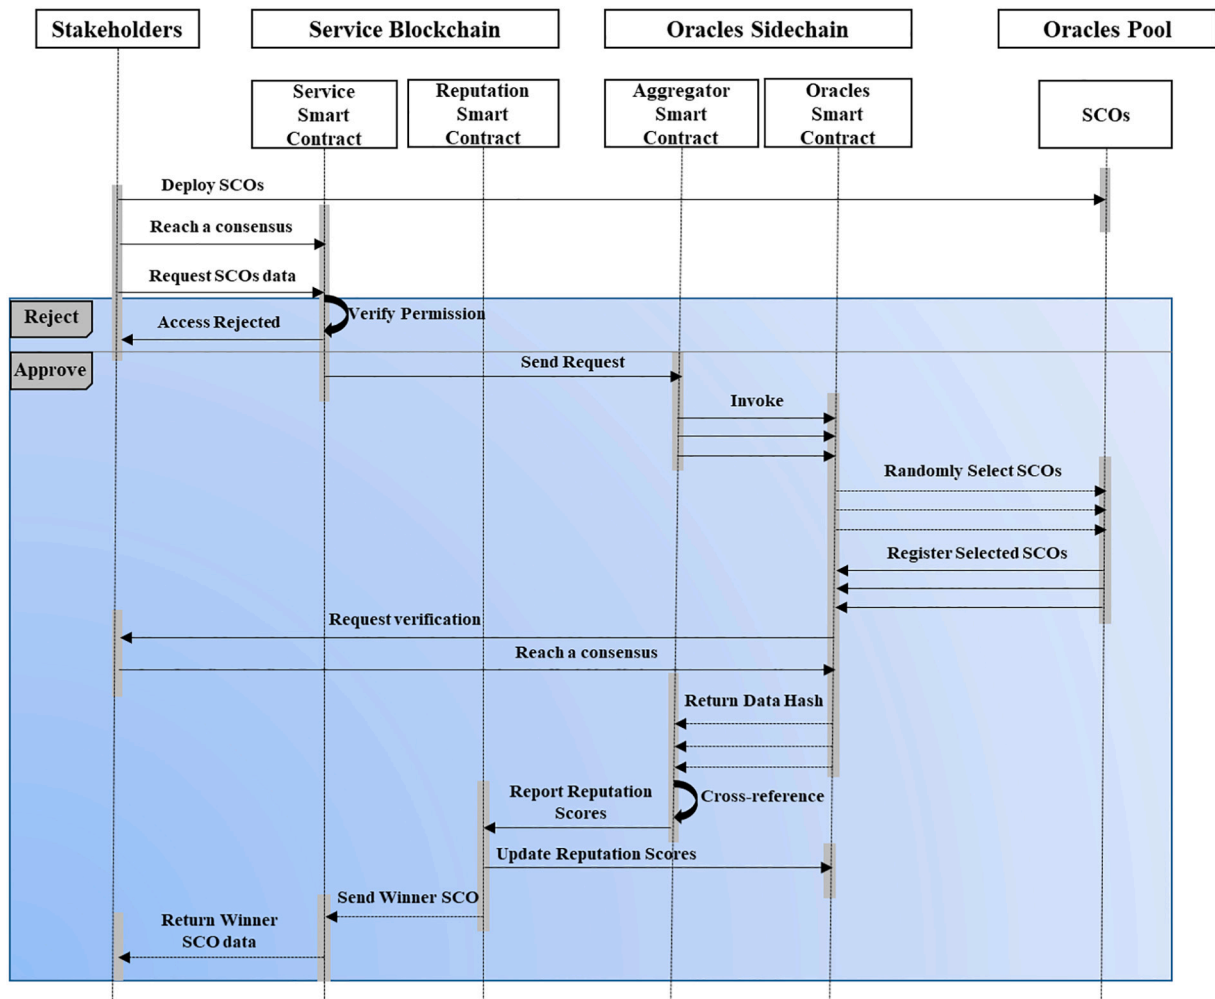 Stakeholders
Service Blockchain
Oracles Sidechain
Oracles Pool
Service
Smart
Contract
Reputation
Smart
Contract
Aggregator
Smart
Contract
Oracles
Smart
Contract
SCOs
Deploy SCOs
Reach a consensus
Request SCOs data
Reject
Verify Permission
Access Rejected
Approve
Send Request
Invoke
Randomly Select SCOs
Register Selected SCOs
Request verification
Reach a consensus
Return Data Hash
Report Reputation
Scores
Cross-reference
Update Reputation Scores
Send Winner SCO
Return Winner
SCO data